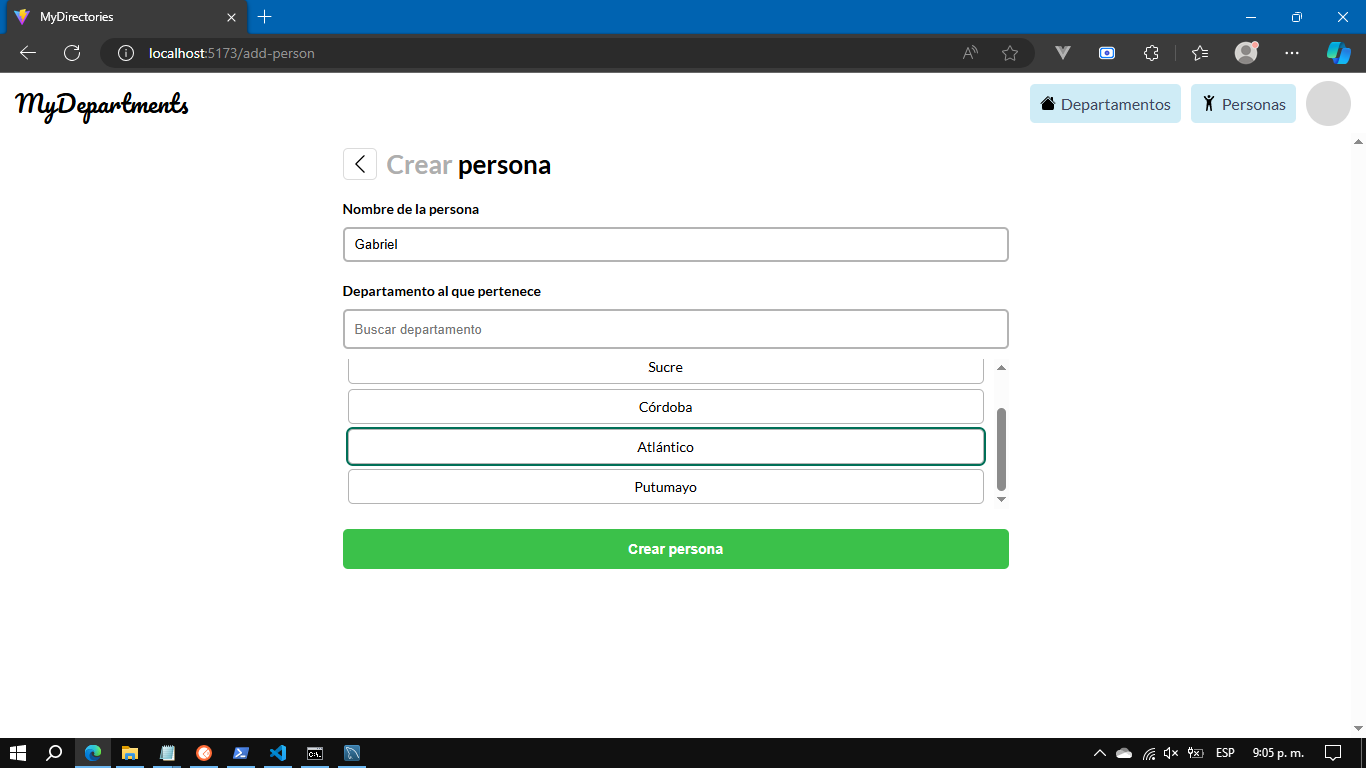 MyDirectories
localhost:5173/add-person
MyDepartments
Departamentos
Personas
Crear persona
Nombre de la persona
Gabriel
Departamento al que pertenece
Buscar departamento
Sucre
Córdoba
Atlántico
Putumayo
Crear persona
ESP
9:05 p. m.